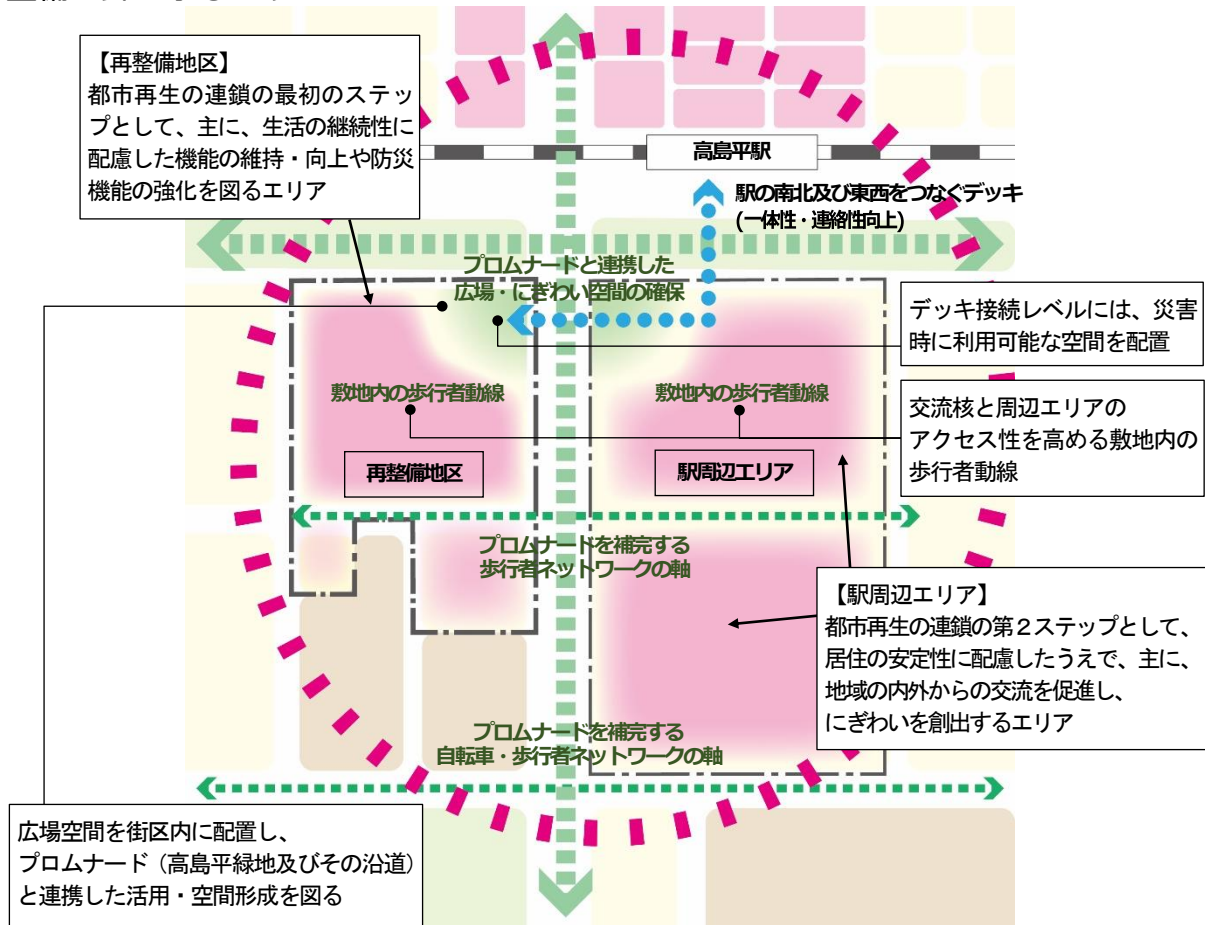 【再整備地区】
都市再生の連鎖の最初のステッ
プとして、主に、生活の継続性に
配慮した機能の維持・向上や防災
機能の強化を図るエリア
高島平駅
駅の南北及び東西をつなぐデッキ
(一体性・連絡性向上)
プロムナードと連携した
広場・にぎわい空間の確保
デッキ接続レベルには、災害
時に利用可能な空間を配置
敷地内の歩行者動線
敷地内の歩行者動線
交流核と周辺エリアの
アクセス性を高める敷地内の
歩行者動線
再整備地区
駅周辺エリア
プロムナードを補完する
歩行者ネットワークの軸
【駅周辺エリア】
都市再生の連鎖の第2ステップとして、
居住の安定性に配慮したうえで、主に、
地域の内外からの交流を促進し、
にぎわいを創出するエリア
プロムナードを補完する
自転車・歩行者ネットワークの軸
広場空間を街区内に配置し、
プロムナード（高島平緑地及びその沿道）
と連携した活用・空間形成を図る